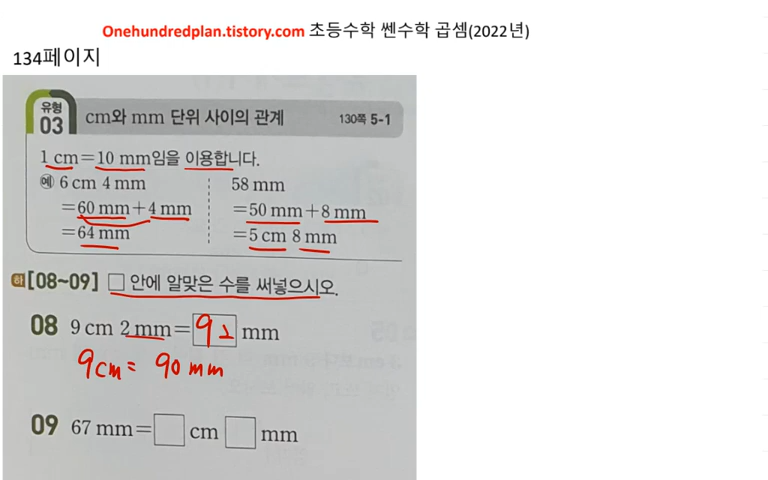 Onehundredplan.tistory.com 초등수학 쎈수학 곱셈(2022년)
134페이지
유형 03 cm와 mm 단위 사이의 관계 130쪽 5-1
1 cm=10 mm임을 이용합니다.
예 6 cm 4 mm 58 mm
=60 mm+4 mm =50 mm+8 mm
=64 mm =5 cm 8 mm
하 [08~09] □ 안에 알맞은 수를 써넣으시오.
08 9 cm 2 mm=92 mm
9cm= 90 mm
09 67 mm=□ cm □ mm